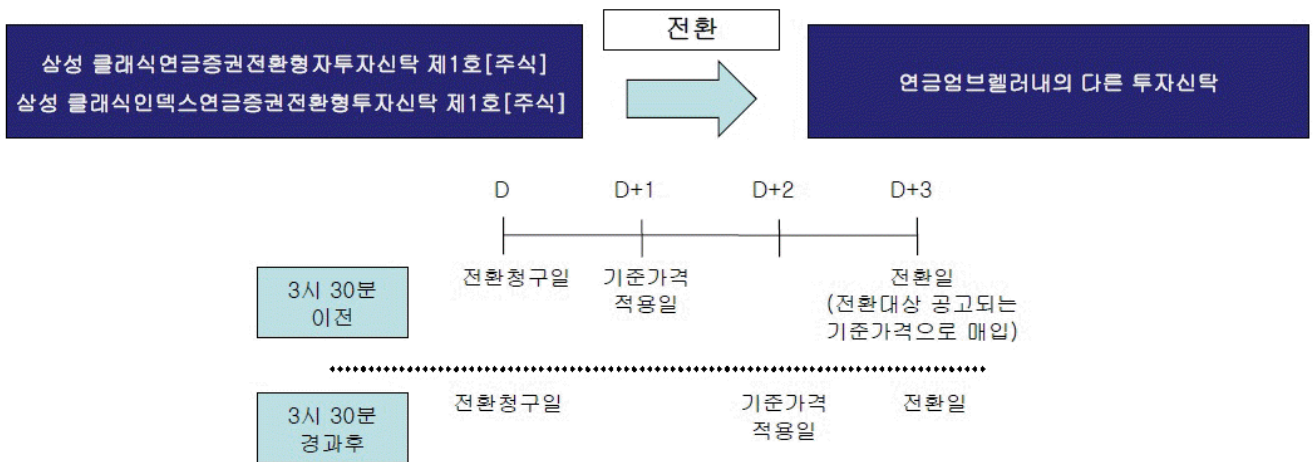 전환
삼성 클래식연금증권전환형자투자신탁 제1호[주식]
삼성 클래식인덱스연금증권전환형투자신탁 제1호[주식]
연금엄브렐러내의 다른 투자신탁
D D+1 D+2 D+3
3시 30분
이전
전환청구일
기준가격
적용일
전환일
(전환대상 공고되는
기준가격으로 매입)
3시 30분
경과후
전환청구일
기준가격
적용일
전환일